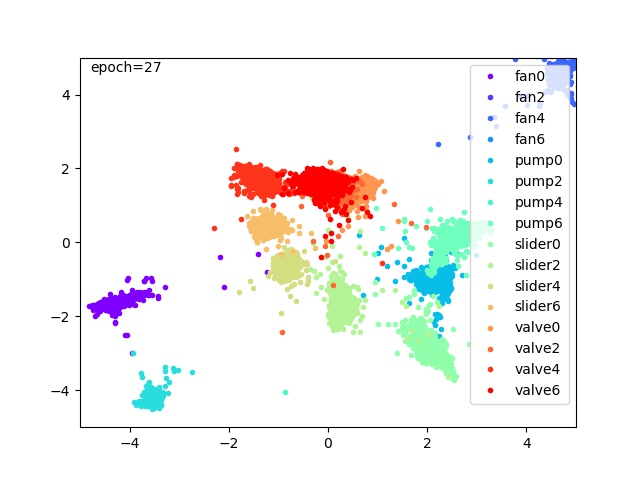 epoch=27
4
2
0
−2
−4
−4
−2
0
2
4
fan0
fan2
fan4
fan6
pump0
pump2
pump4
pump6
slider0
slider2
slider4
slider6
valve0
valve2
valve4
valve6